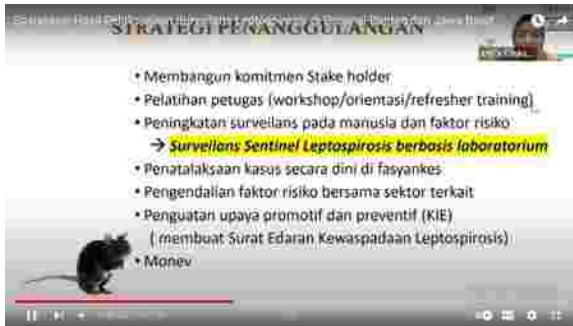 STRATEGI PENANGGULANGAN
• Membangun komitmen Stake holder
• Pelatihan petugas (workshop/orientasi/refresher training)
• Peningkatan surveilans pada manusia dan faktor risiko
→ Surveilans Sentinel Leptospirosis berbasis laboratorium
• Penatalaksanaan kasus secara dini di fasyankes
• Pengendalian faktor risiko bersama sektor terkait
• Penguatan upaya promotif dan preventif (KIE)
( membuat Surat Edaran Kewaspadaan Leptospirosis)
• Monev